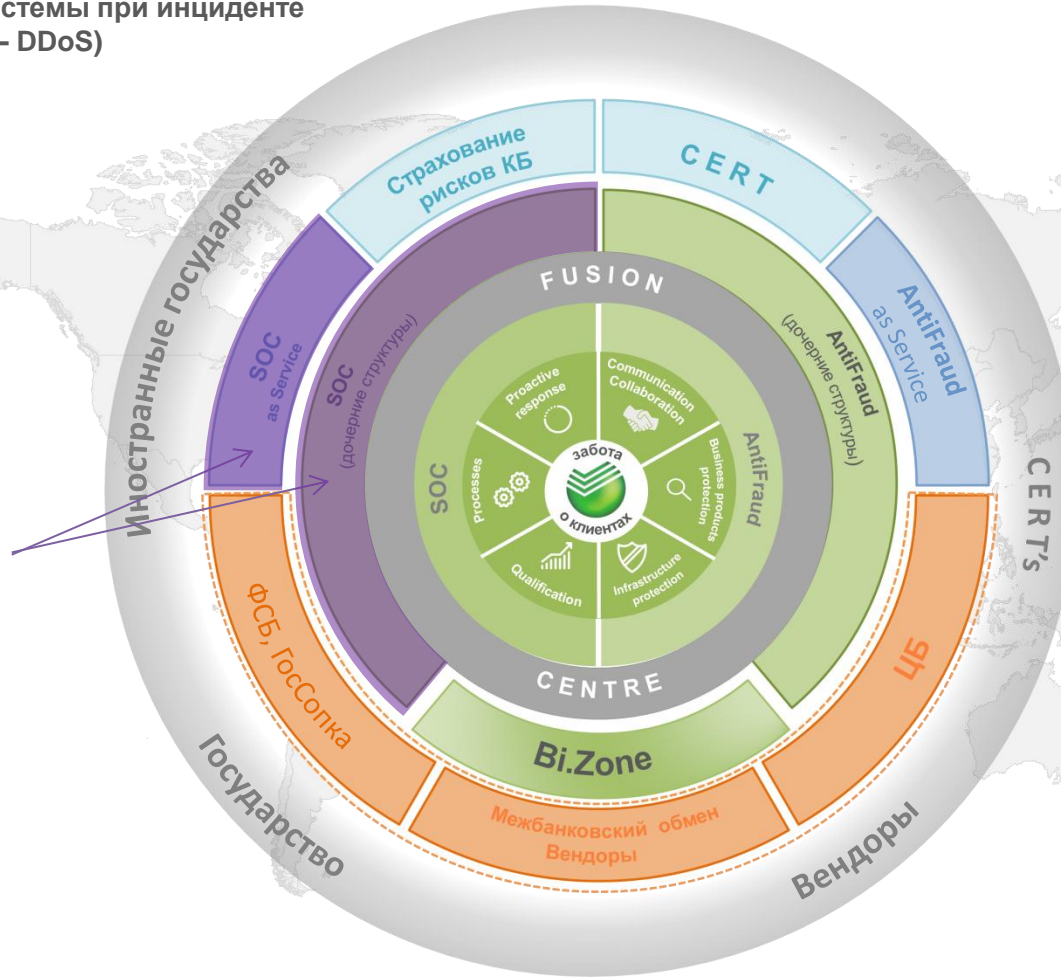 стемы при инциденте
- DDoS)
Иностранные государства
Страхование
рисков КБ
CERT
SOC
as Service
AntiFraud
as Service
SOC
(дочерние структуры)
AntiFraud
(дочерние структуры)
FUSION
Proactive
response
Communication
Collaboration
SOC
Processes
забота
о клиентах
Business products
protection
AntiFraud
Qualification
Infrastructure
protection
CENTRE
CERT's
ФСБ, ГосСопка
ЦБ
Bi.Zone
Межбанковский обмен
Вендоры
Государство
Вендоры